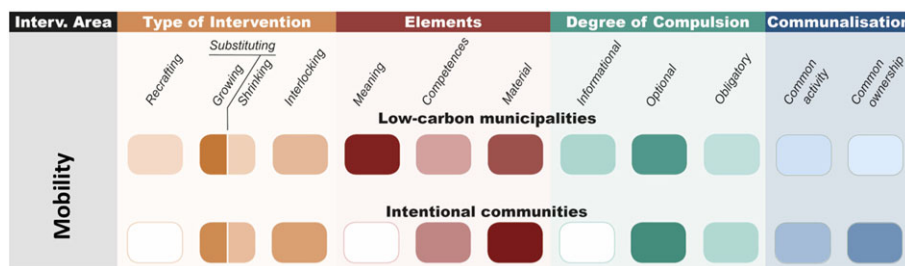 Interv. Area Type of Intervention Elements Degree of Compulsion Communalisation
Substituting
Recrafting Growing Shrinking Interlocking Meaning Competences Material Informational Optional Obligatory Common activity Common ownership
Low-carbon municipalities
Mobility
Intentional communities